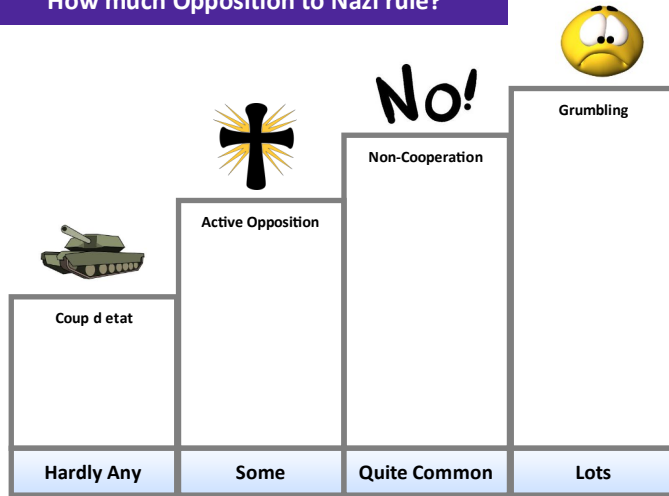 How much Opposition to Nazi rule?
No!
Grumbling
Non-Cooperation
Active Opposition
Coup d etat
Hardly Any
Some
Quite Common
Lots